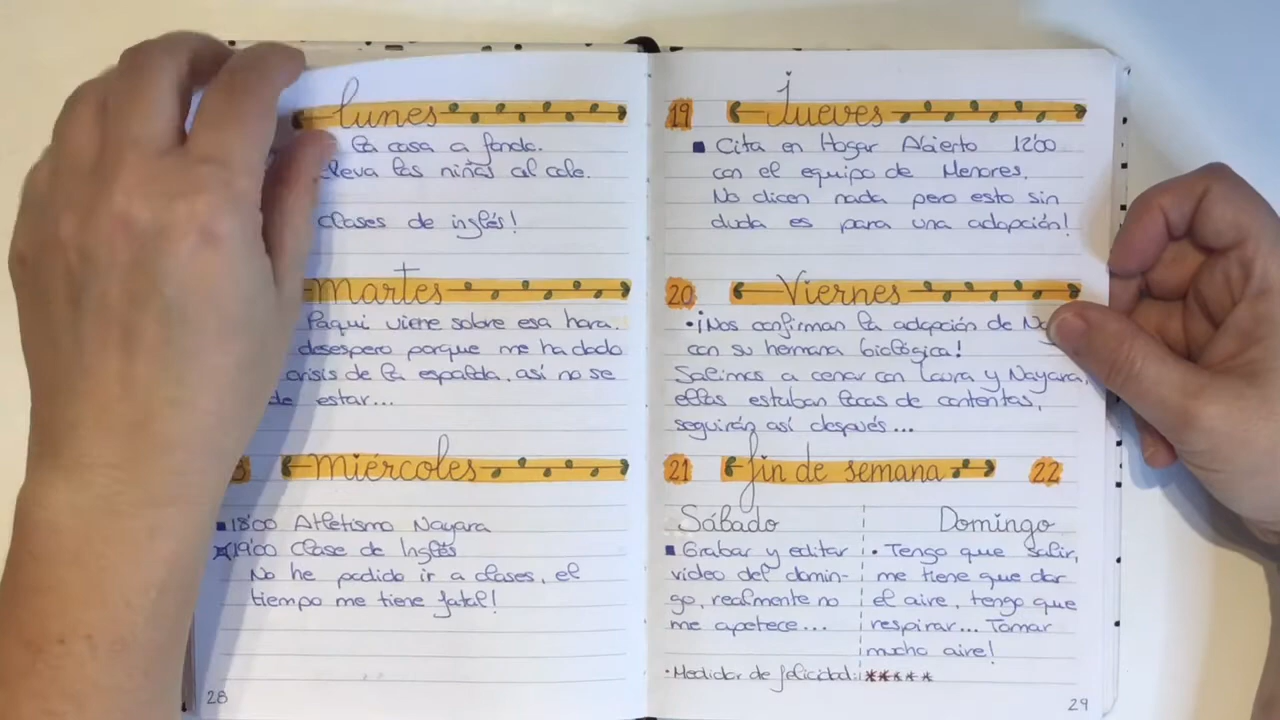 lunes
la casa a fondo.
lleva las niñas al cole.
clases de inglés!
Martes
Paqui viene sobre esa hora.
desespero porque me ha dado
crisis de la espalda, así no se
de estar...
miércoles
18'00 Atletismo Nayara
19'00 Clase de Inglés
No he podido ir a clases, el
tiempo me tiene fatal!
28
19 Jueves
Cita en Hogar Abierto 12'00
con el equipo de Menores.
No dicen nada pero esto sin
duda es para una adopción!
20 Viernes
• ¡Nos confirman la adopción de
con su hermana biológica!
Salimos a cenar con Laura y Nayara,
ellas estaban locas de contentas,
seguirán así después...
21 fin de semana 22
Sábado
Grabar y editar
video del domin-
go, realmente no
me apetece...
Domingo
• Tengo que salir,
me tiene que dar
el aire, tengo que
respirar... Tomar
mucho aire!
• Medidor de felicidad: *****
29